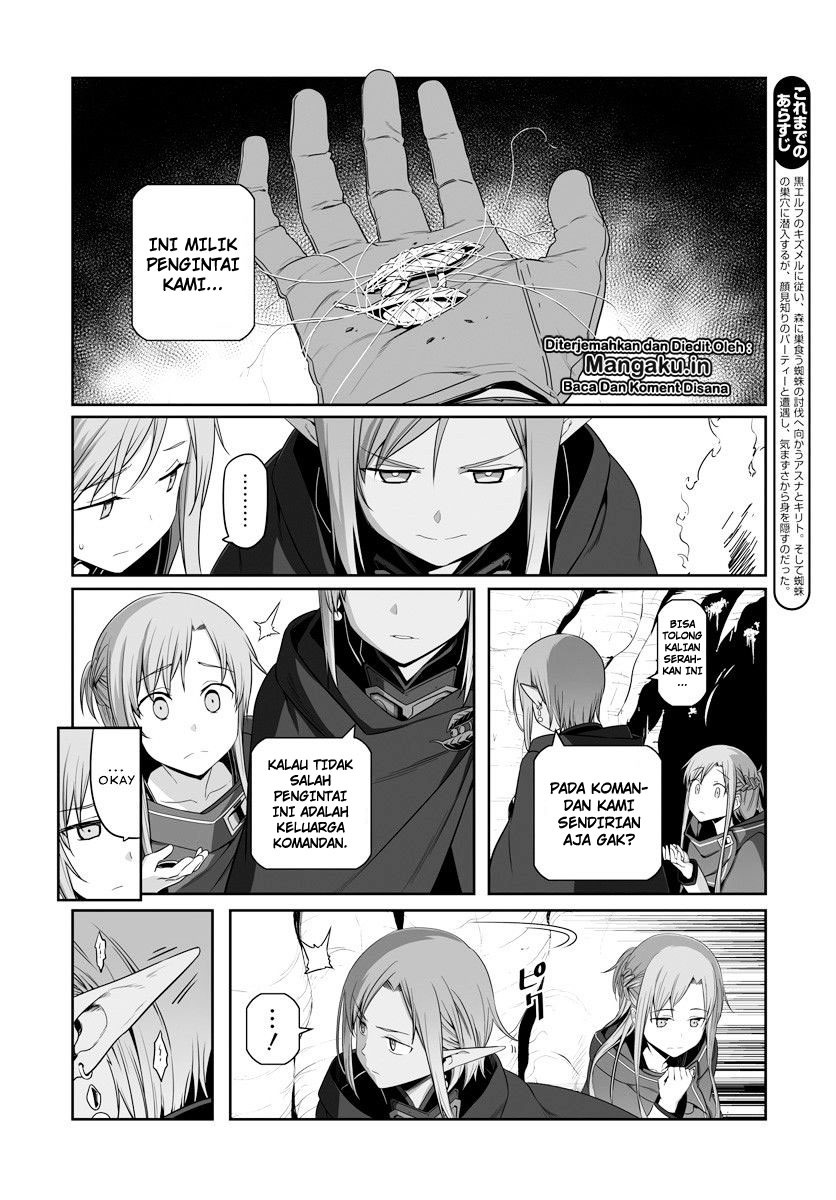 これまでの
あらすじ
黒エルフのキズメルに従い、森に巣食う蜘蛛の討伐へ向かうアスナとキリト。そして蜘蛛
の巣穴に潜入するが、顔見知りのパーティーと遭遇し、気まずさから身を隠すのだった。
INI MILIK
PENGINTAI
KAMI...
Diterjemahkan dan Diedit Oleh:
Mangaku.in
Baca Dan Koment Disana
......
BISA
TOLONG
KALIAN
SERAH-
KAN INI
...
PADA KOMAN-
DAN KAMI
SENDIRIAN
AJA GAK?
KALAU TIDAK
SALAH
PENGINTAI
INI ADALAH
KELUARGA
KOMANDAN.
...
OKAY
ピク
...!